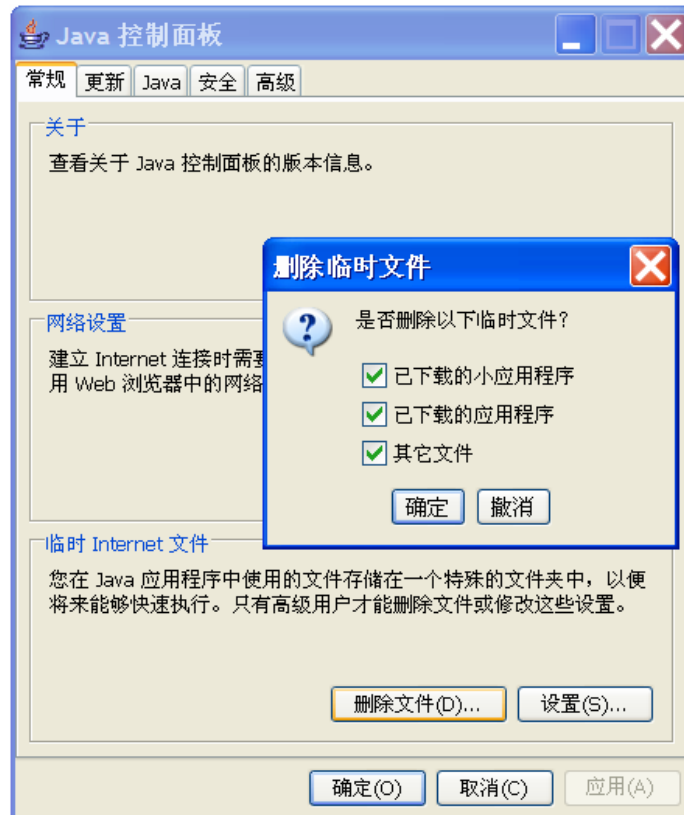 Java 控制面板
常规 更新 Java 安全 高级
关于
查看关于 Java 控制面板的版本信息。
网络设置
建立 Internet 连接时需
用 Web 浏览器中的网络
删除临时文件
是否删除以下临时文件?
已下载的小应用程序
已下载的应用程序
其它文件
确定 撤消
临时 Internet 文件
您在 Java 应用程序中使用的文件存储在一个特殊的文件夹中，以便
将来能够快速执行。只有高级用户才能删除文件或修改这些设置。
删除文件(D)... 设置(S)...
确定(O) 取消(C) 应用(A)